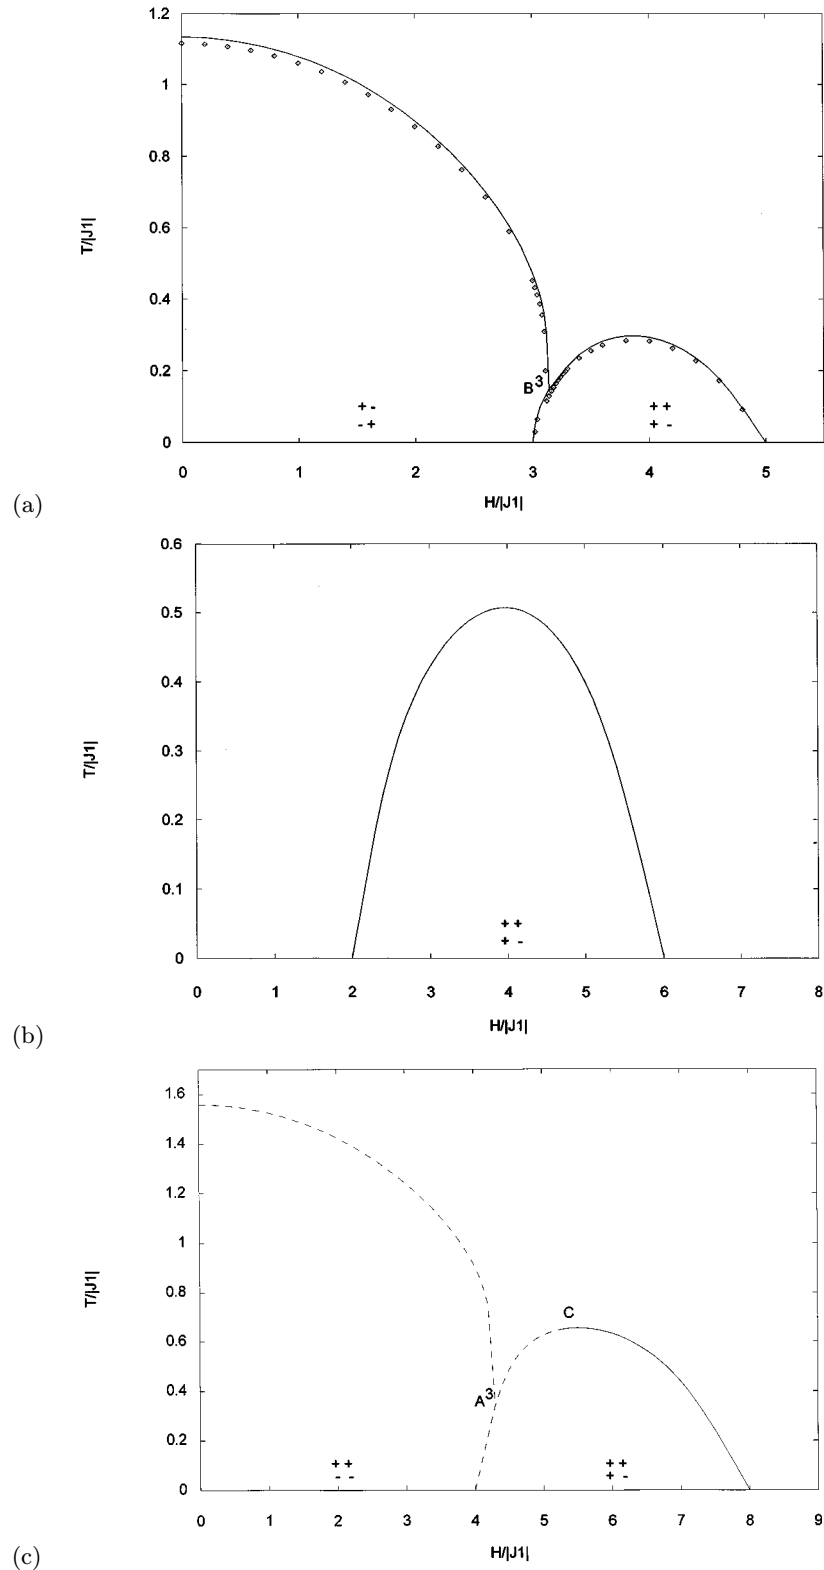 1.2
1
0.8
0.6
0.4
0.2
0
T/|J1|
B3
+ -
- +
+ +
+ -
0 1 2 3 4 5
H/|J1|
(a)
0.6
0.5
0.4
0.3
0.2
0.1
0
T/|J1|
+ +
+ -
0 1 2 3 4 5 6 7 8
H/|J1|
(b)
1.6
1.4
1.2
1
0.8
0.6
0.4
0.2
0
T/|J1|
C
A3
+ +
- -
+ +
+ -
0 1 2 3 4 5 6 7 8 9
H/|J1|
(c)